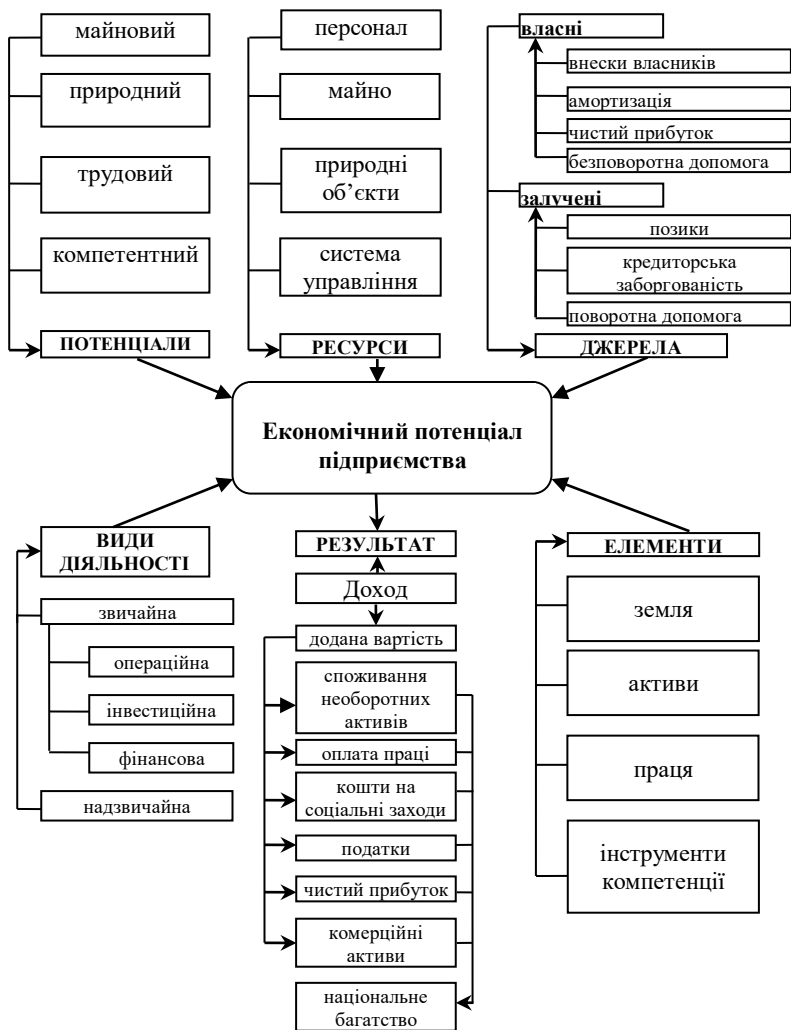 майновий
природний
трудовий
компетентний
ПОТЕНЦІАЛИ
персонал
майно
природні
об’єкти
система
управління
РЕСУРСИ
власні
внески власників
амортизація
чистий прибуток
безповоротна допомога
залучені
позики
кредиторська
заборгованість
поворотна допомога
ДЖЕРЕЛА
Економічний потенціал
підприємства
ВИДИ
ДІЯЛЬНОСТІ
звичайна
операційна
інвестиційна
фінансова
надзвичайна
РЕЗУЛЬТАТ
Доход
додана вартість
споживання
необоротних
активів
оплата праці
кошти на
соціальні заходи
податки
чистий прибуток
комерційні
активи
національне
багатство
ЕЛЕМЕНТИ
земля
активи
праця
інструменти
компетенції